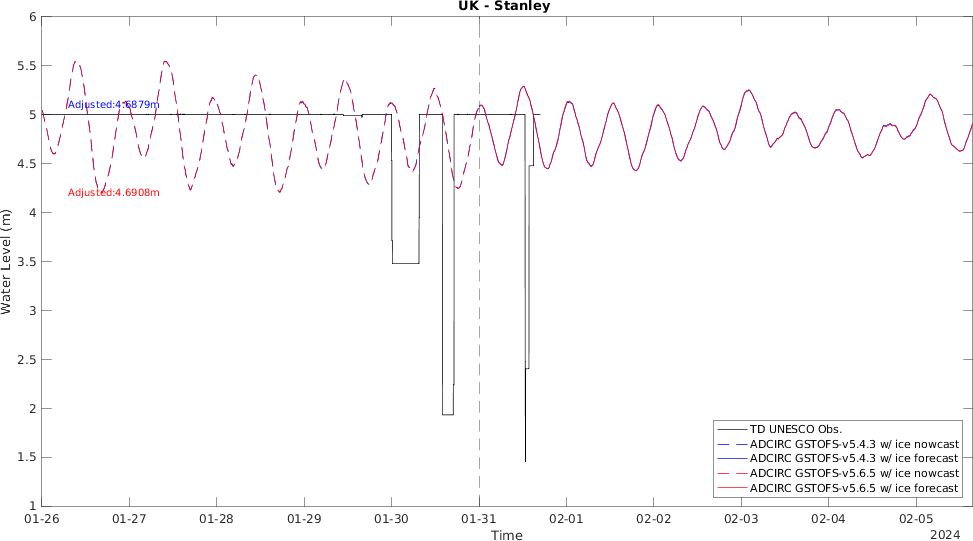 UK - Stanley
6
5.5
5
4.5
4
3.5
3
2.5
2
1.5
1
Water Level (m)
Adjusted:4.6879m
Adjusted:4.6908m
TD UNESCO Obs.
ADCIRC GSTOFS-v5.4.3 w/ ice nowcast
ADCIRC GSTOFS-v5.4.3 w/ ice forecast
ADCIRC GSTOFS-v5.6.5 w/ ice nowcast
ADCIRC GSTOFS-v5.6.5 w/ ice forecast
01-26 01-27 01-28 01-29 01-30 01-31 02-01 02-02 02-03 02-04 02-05
Time
2024